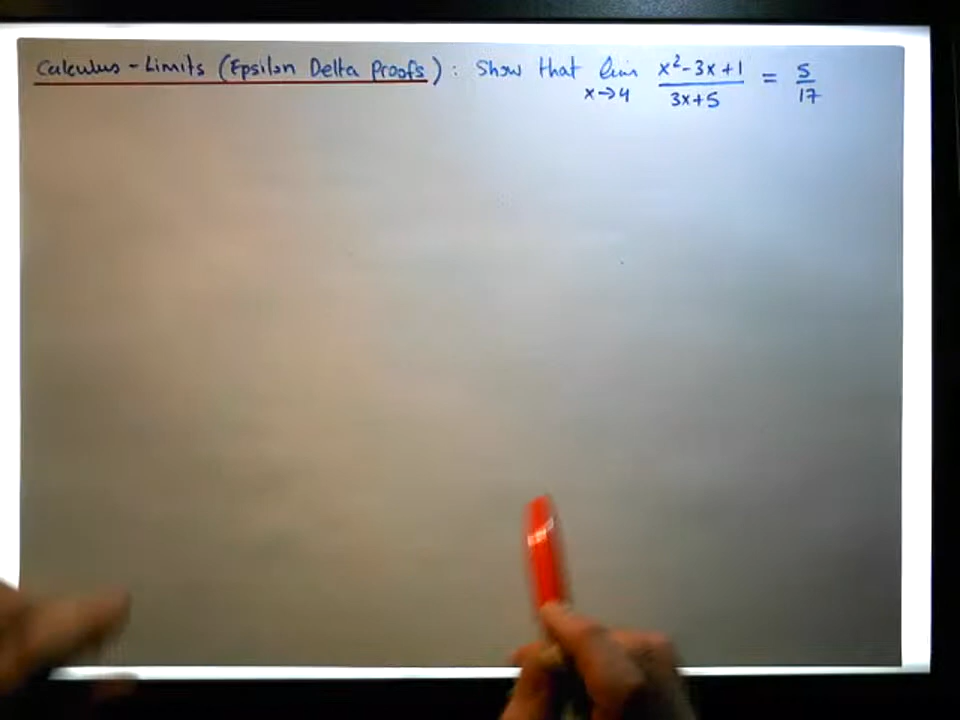 Calculus - Limits (Epsilon Delta Proofs) : Show that lim x→4 x²-3x+1 / 3x+5 = 5/17